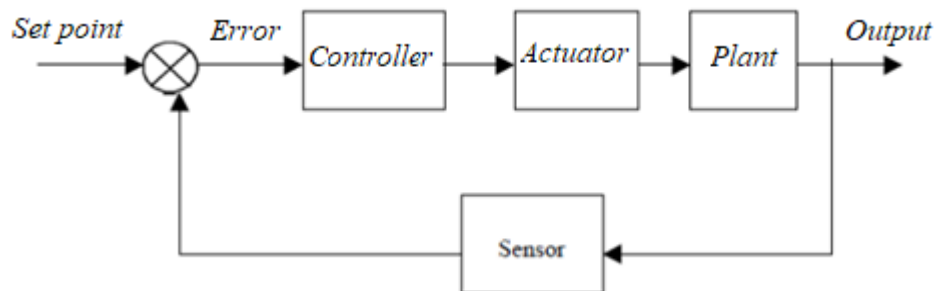 Set point
Error
Controller
Actuator
Plant
Output
Sensor